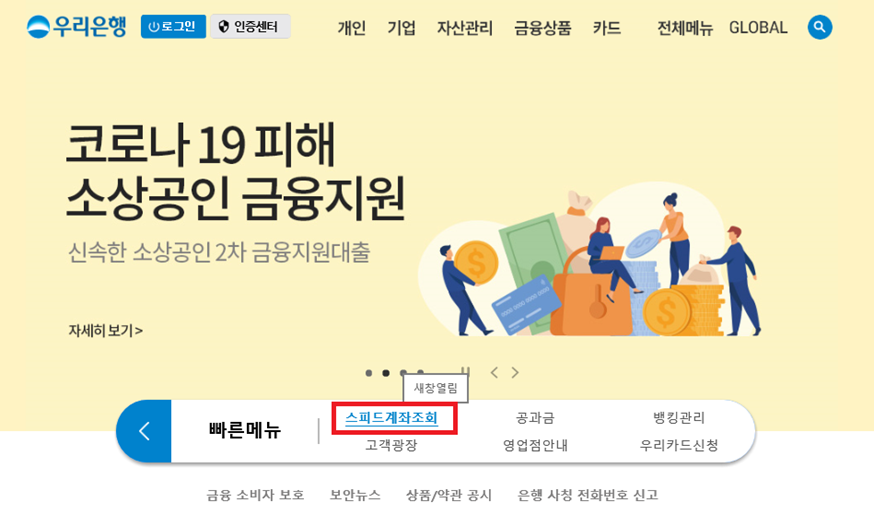 우리은행 로그인 인증센터 개인 기업 자산관리 금융상품 카드 전체메뉴 GLOBAL
코로나 19 피해
소상공인 금융지원
신속한 소상공인 2차 금융지원대출
자세히 보기 >
새창열림
빠른메뉴
스피드계좌조회 공과금 뱅킹관리
고객광장 영업점안내 우리카드신청
금융 소비자 보호 보안뉴스 상품/약관 공시 은행 사칭 전화번호 신고